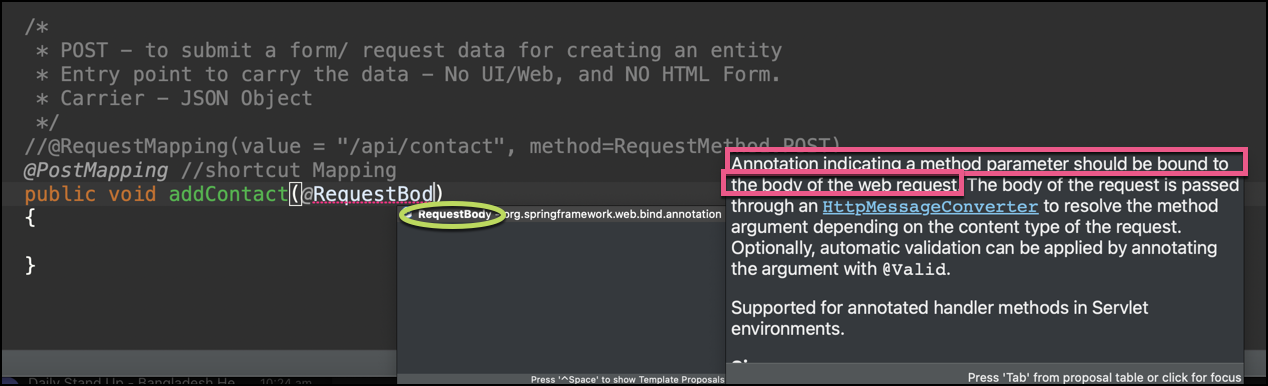 /*
* POST - to submit a form/ request data for creating an entity
* Entry point to carry the data - No UI/Web, and NO HTML Form.
* Carrier - JSON Object
*/
//@RequestMapping(value = "/api/contact", method=RequestMethod.POST)
@PostMapping //shortcut Mapping
public void addContact(@RequestBod)
{
}
RequestBody - org.springframework.web.bind.annotation
Press '^Space' to show Template Proposals
Annotation indicating a method parameter should be bound to
the body of the web request. The body of the request is passed
through an HttpMessageConverter to resolve the method
argument depending on the content type of the request.
Optionally, automatic validation can be applied by annotating
the argument with @Valid.
Supported for annotated handler methods in Servlet
environments.
Press 'Tab' from proposal table or click for focus
Daily Stand Up - Bangladesh He... 10:24 am